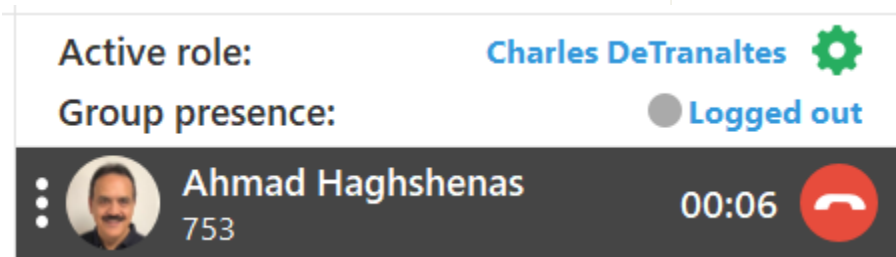 Active role: Charles DeTranaltes
Group presence: Logged out
Ahmad Haghshenas 00:06
753